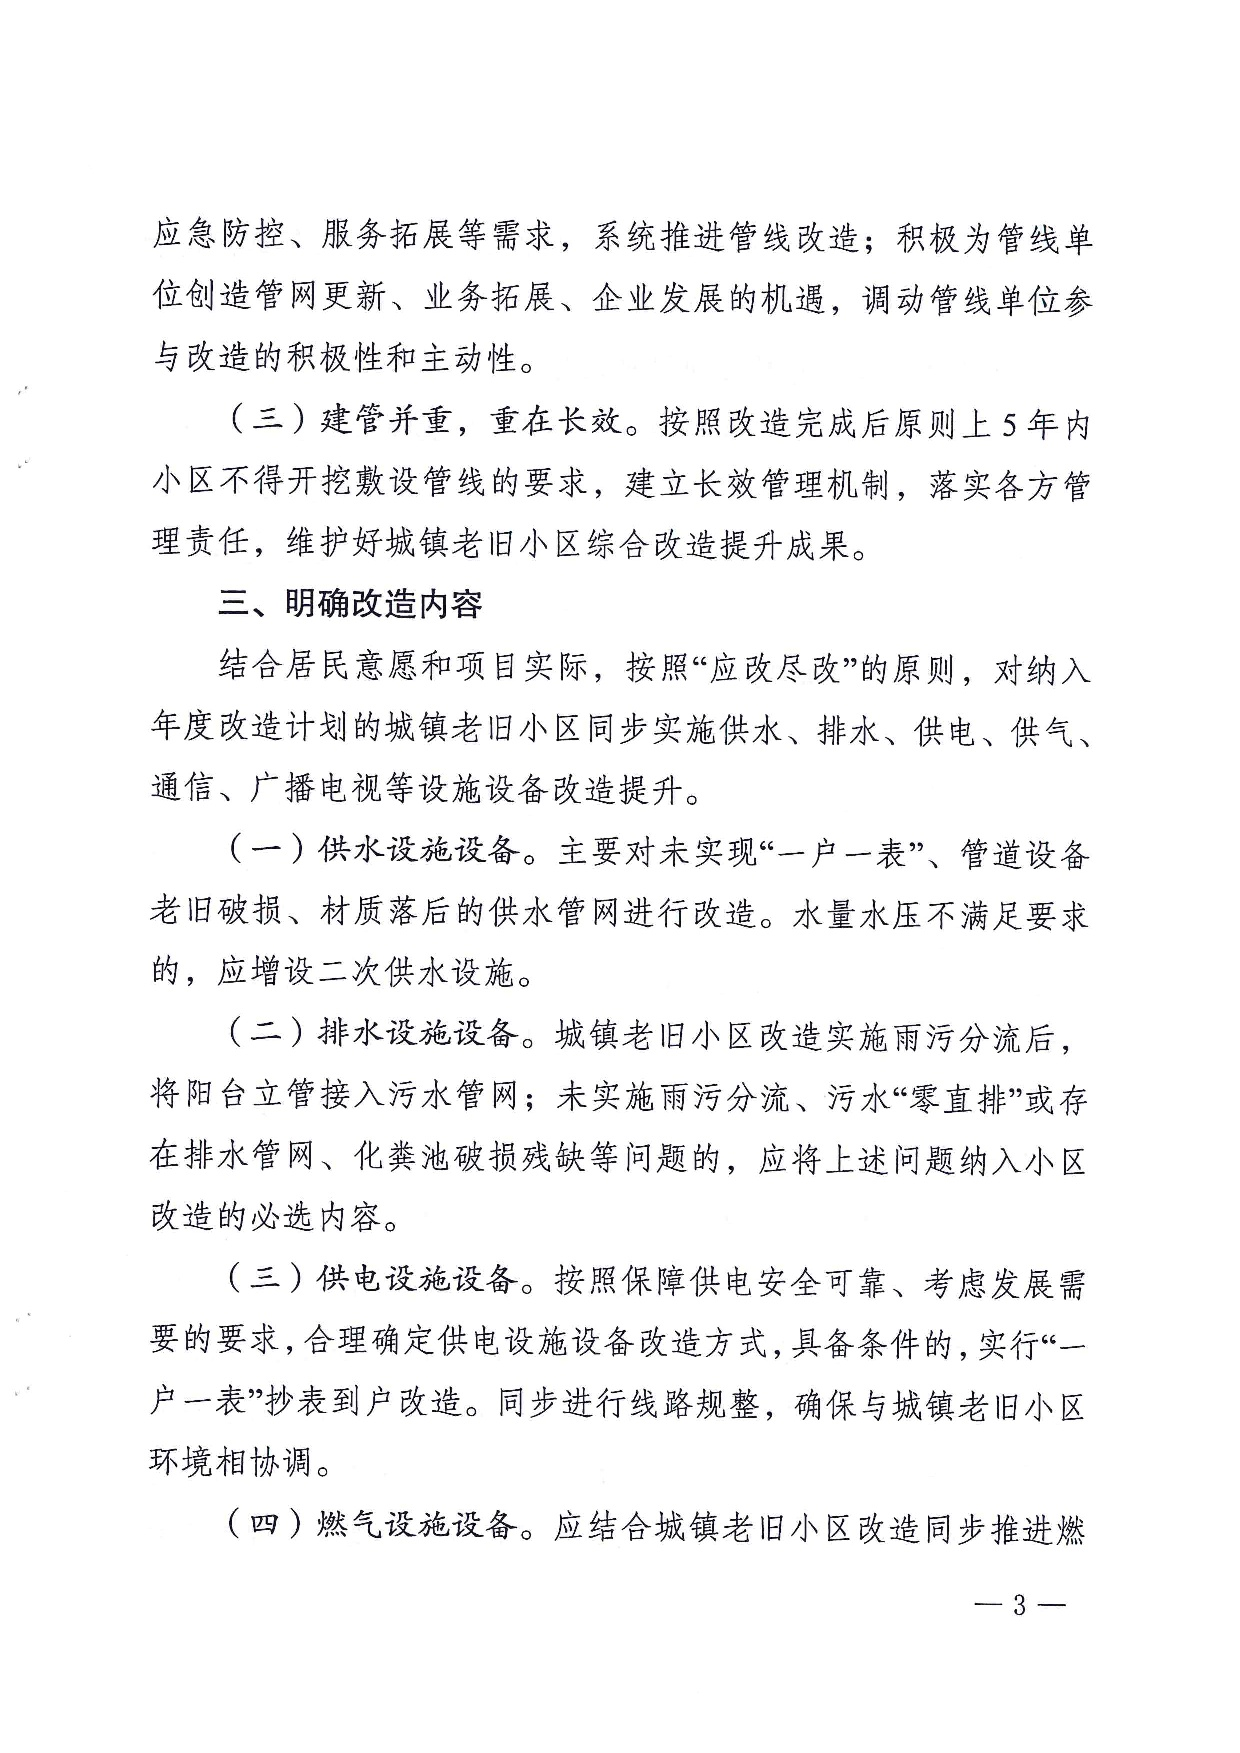 应急防控、服务拓展等需求，系统推进管线改造；积极为管线单
位创造管网更新、业务拓展、企业发展的机遇，调动管线单位参
与改造的积极性和主动性。
（三）建管并重，重在长效。按照改造完成后原则上 5 年内
小区不得开挖敷设管线的要求，建立长效管理机制，落实各方管
理责任，维护好城镇老旧小区综合改造提升成果。
三、明确改造内容
结合居民意愿和项目实际，按照“应改尽改”的原则，对纳入
年度改造计划的城镇老旧小区同步实施供水、排水、供电、供气、
通信、广播电视等设施设备改造提升。
（一）供水设施设备。主要对未实现“一户一表”、管道设备
老旧破损、材质落后的供水管网进行改造。水量水压不满足要求
的，应增设二次供水设施。
（二）排水设施设备。城镇老旧小区改造实施雨污分流后，
将阳台立管接入污水管网；未实施雨污分流、污水“零直排”或存
在排水管网、化粪池破损残缺等问题的，应将上述问题纳入小区
改造的必选内容。
（三）供电设施设备。按照保障供电安全可靠、考虑发展需
要的要求，合理确定供电设施设备改造方式，具备条件的，实行“一
户一表”抄表到户改造。同步进行线路规整，确保与城镇老旧小区
环境相协调。
（四）燃气设施设备。应结合城镇老旧小区改造同步推进燃
— 3 —